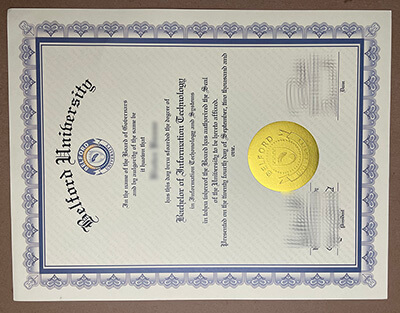 Belford University
BELFORD
In the name of the Board of Governors
and by authority of the same be
it known that
has this day been awarded the degree of
Bachelor of Information Technology
in Information Technology and Systems
in token thereof the Board has authorized the Seal
of the University to be hereto affixed.
Presented on the twenty fourth day of September, two thousand and
one.
BELFORD
President
Dean